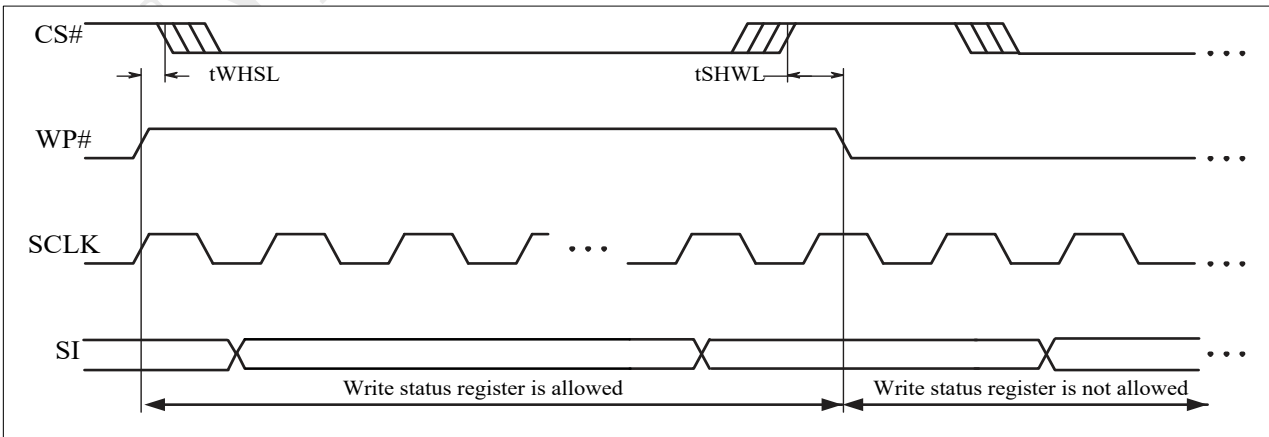 CS#
tWHSL
tSHWL
WP#
SCLK
SI
Write status register is allowed
Write status register is not allowed